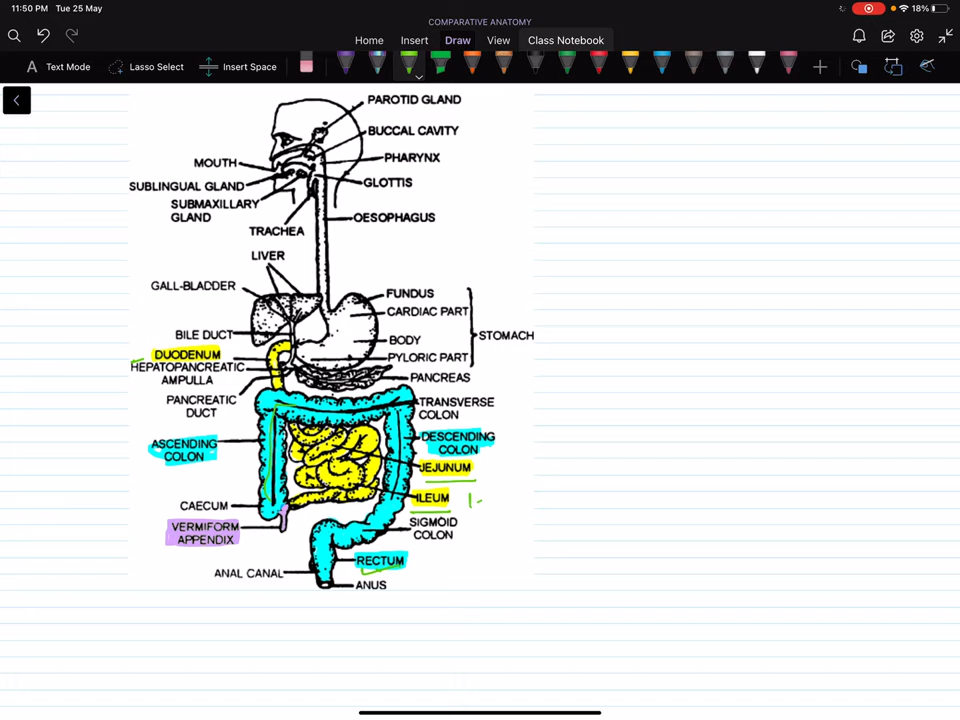 11:50 PM Tue 25 May
18%
COMPARATIVE ANATOMY
Home Insert Draw View Class Notebook
A Text Mode Lasso Select Insert Space
PAROTID GLAND
BUCCAL CAVITY
PHARYNX
MOUTH
GLOTTIS
SUBLINGUAL GLAND
SUBMAXILLARY
GLAND
OESOPHAGUS
TRACHEA
LIVER
GALL-BLADDER
FUNDUS
CARDIAC PART
BILE DUCT
STOMACH
BODY
DUODENUM
PYLORIC PART
HEPATOPANCREATIC
AMPULLA
PANCREAS
PANCREATIC
DUCT
TRANSVERSE
COLON
ASCENDING
COLON
DESCENDING
COLON
JEJUNUM
ILEUM
CAECUM
VERMIFORM
APPENDIX
SIGMOID
COLON
RECTUM
ANAL CANAL
ANUS